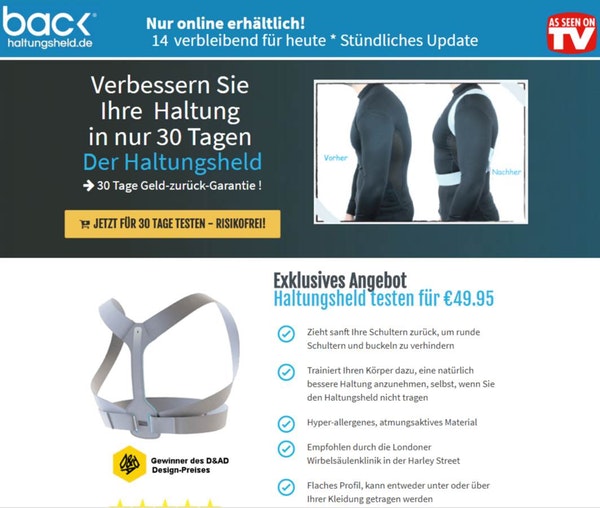 back
haltungsheld.de
Nur online erhältlich!
14 verbleibend für heute * Stündliches Update
AS SEEN ON
TV
Verbessern Sie
Ihre Haltung
in nur 30 Tagen
Der Haltungsheld
→ 30 Tage Geld-zurück-Garantie !
JETZT FÜR 30 TAGE TESTEN – RISIKOFREI!
Vorher
Nachher
Exklusives Angebot
Haltungsheld testen für €49.95
Zieht sanft Ihre Schultern zurück, um runde
Schultern und buckeln zu verhindern
Trainiert Ihren Körper dazu, eine natürlich
bessere Haltung anzunehmen, selbst, wenn Sie
den Haltungsheld nicht tragen
Hyper-allergenes, atmungsaktives Material
Empfohlen durch die Londoner
Wirbelsäulenklinik in der Harley Street
Flaches Profil, kann entweder unter oder über
Ihrer Kleidung getragen werden
Gewinner des D&AD
Design-Preises